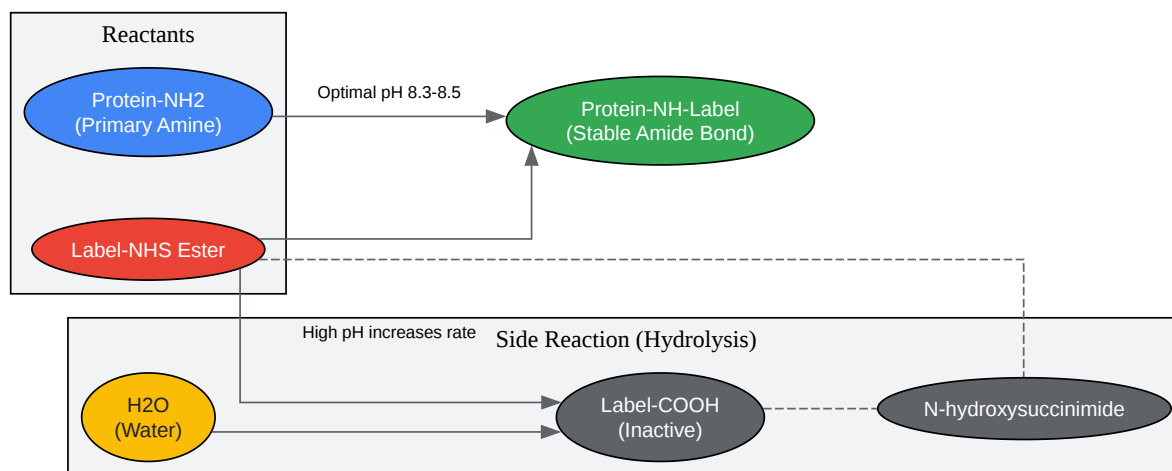 Reactants
Protein-NH2
(Primary Amine)
Optimal pH 8.3-8.5
Protein-NH-Label
(Stable Amide Bond)
Label-NHS Ester
High pH increases rate
Side Reaction (Hydrolysis)
H2O
(Water)
Label-COOH
(Inactive)
N-hydroxysuccinimide